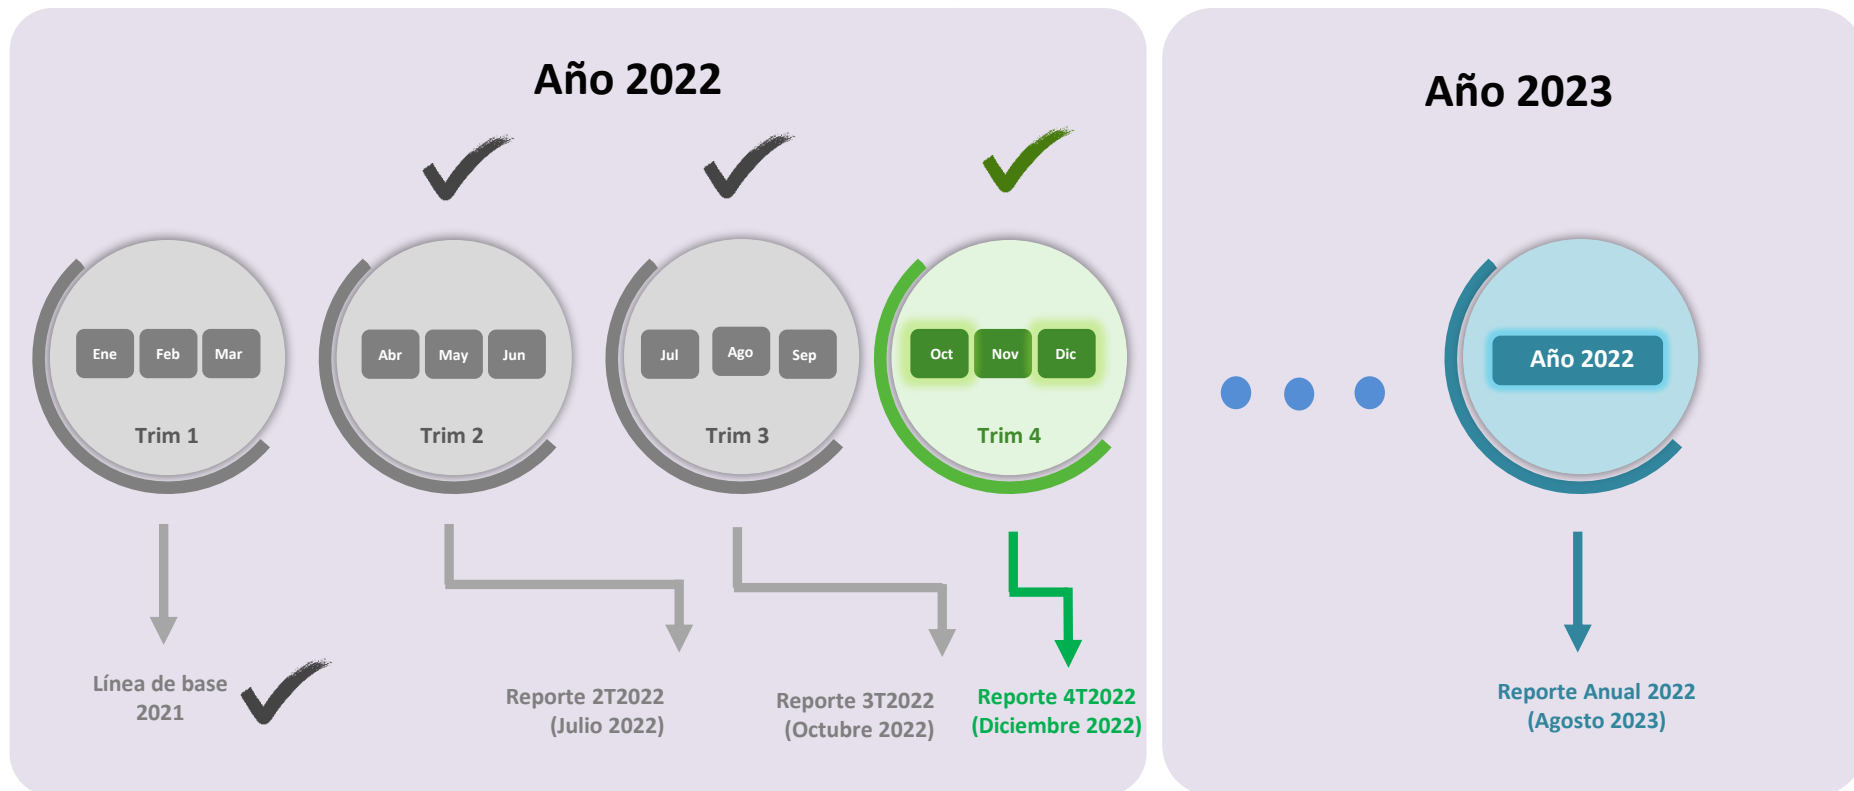 Año 2022
Ene Feb Mar
Trim 1
Abr May Jun
Trim 2
Jul Ago Sep
Trim 3
Oct Nov Dic
Trim 4
Línea de base
2021
Reporte 2T2022
(Julio 2022)
Reporte 3T2022
(Octubre 2022)
Reporte 4T2022
(Diciembre 2022)
Año 2023
Año 2022
Reporte Anual 2022
(Agosto 2023)